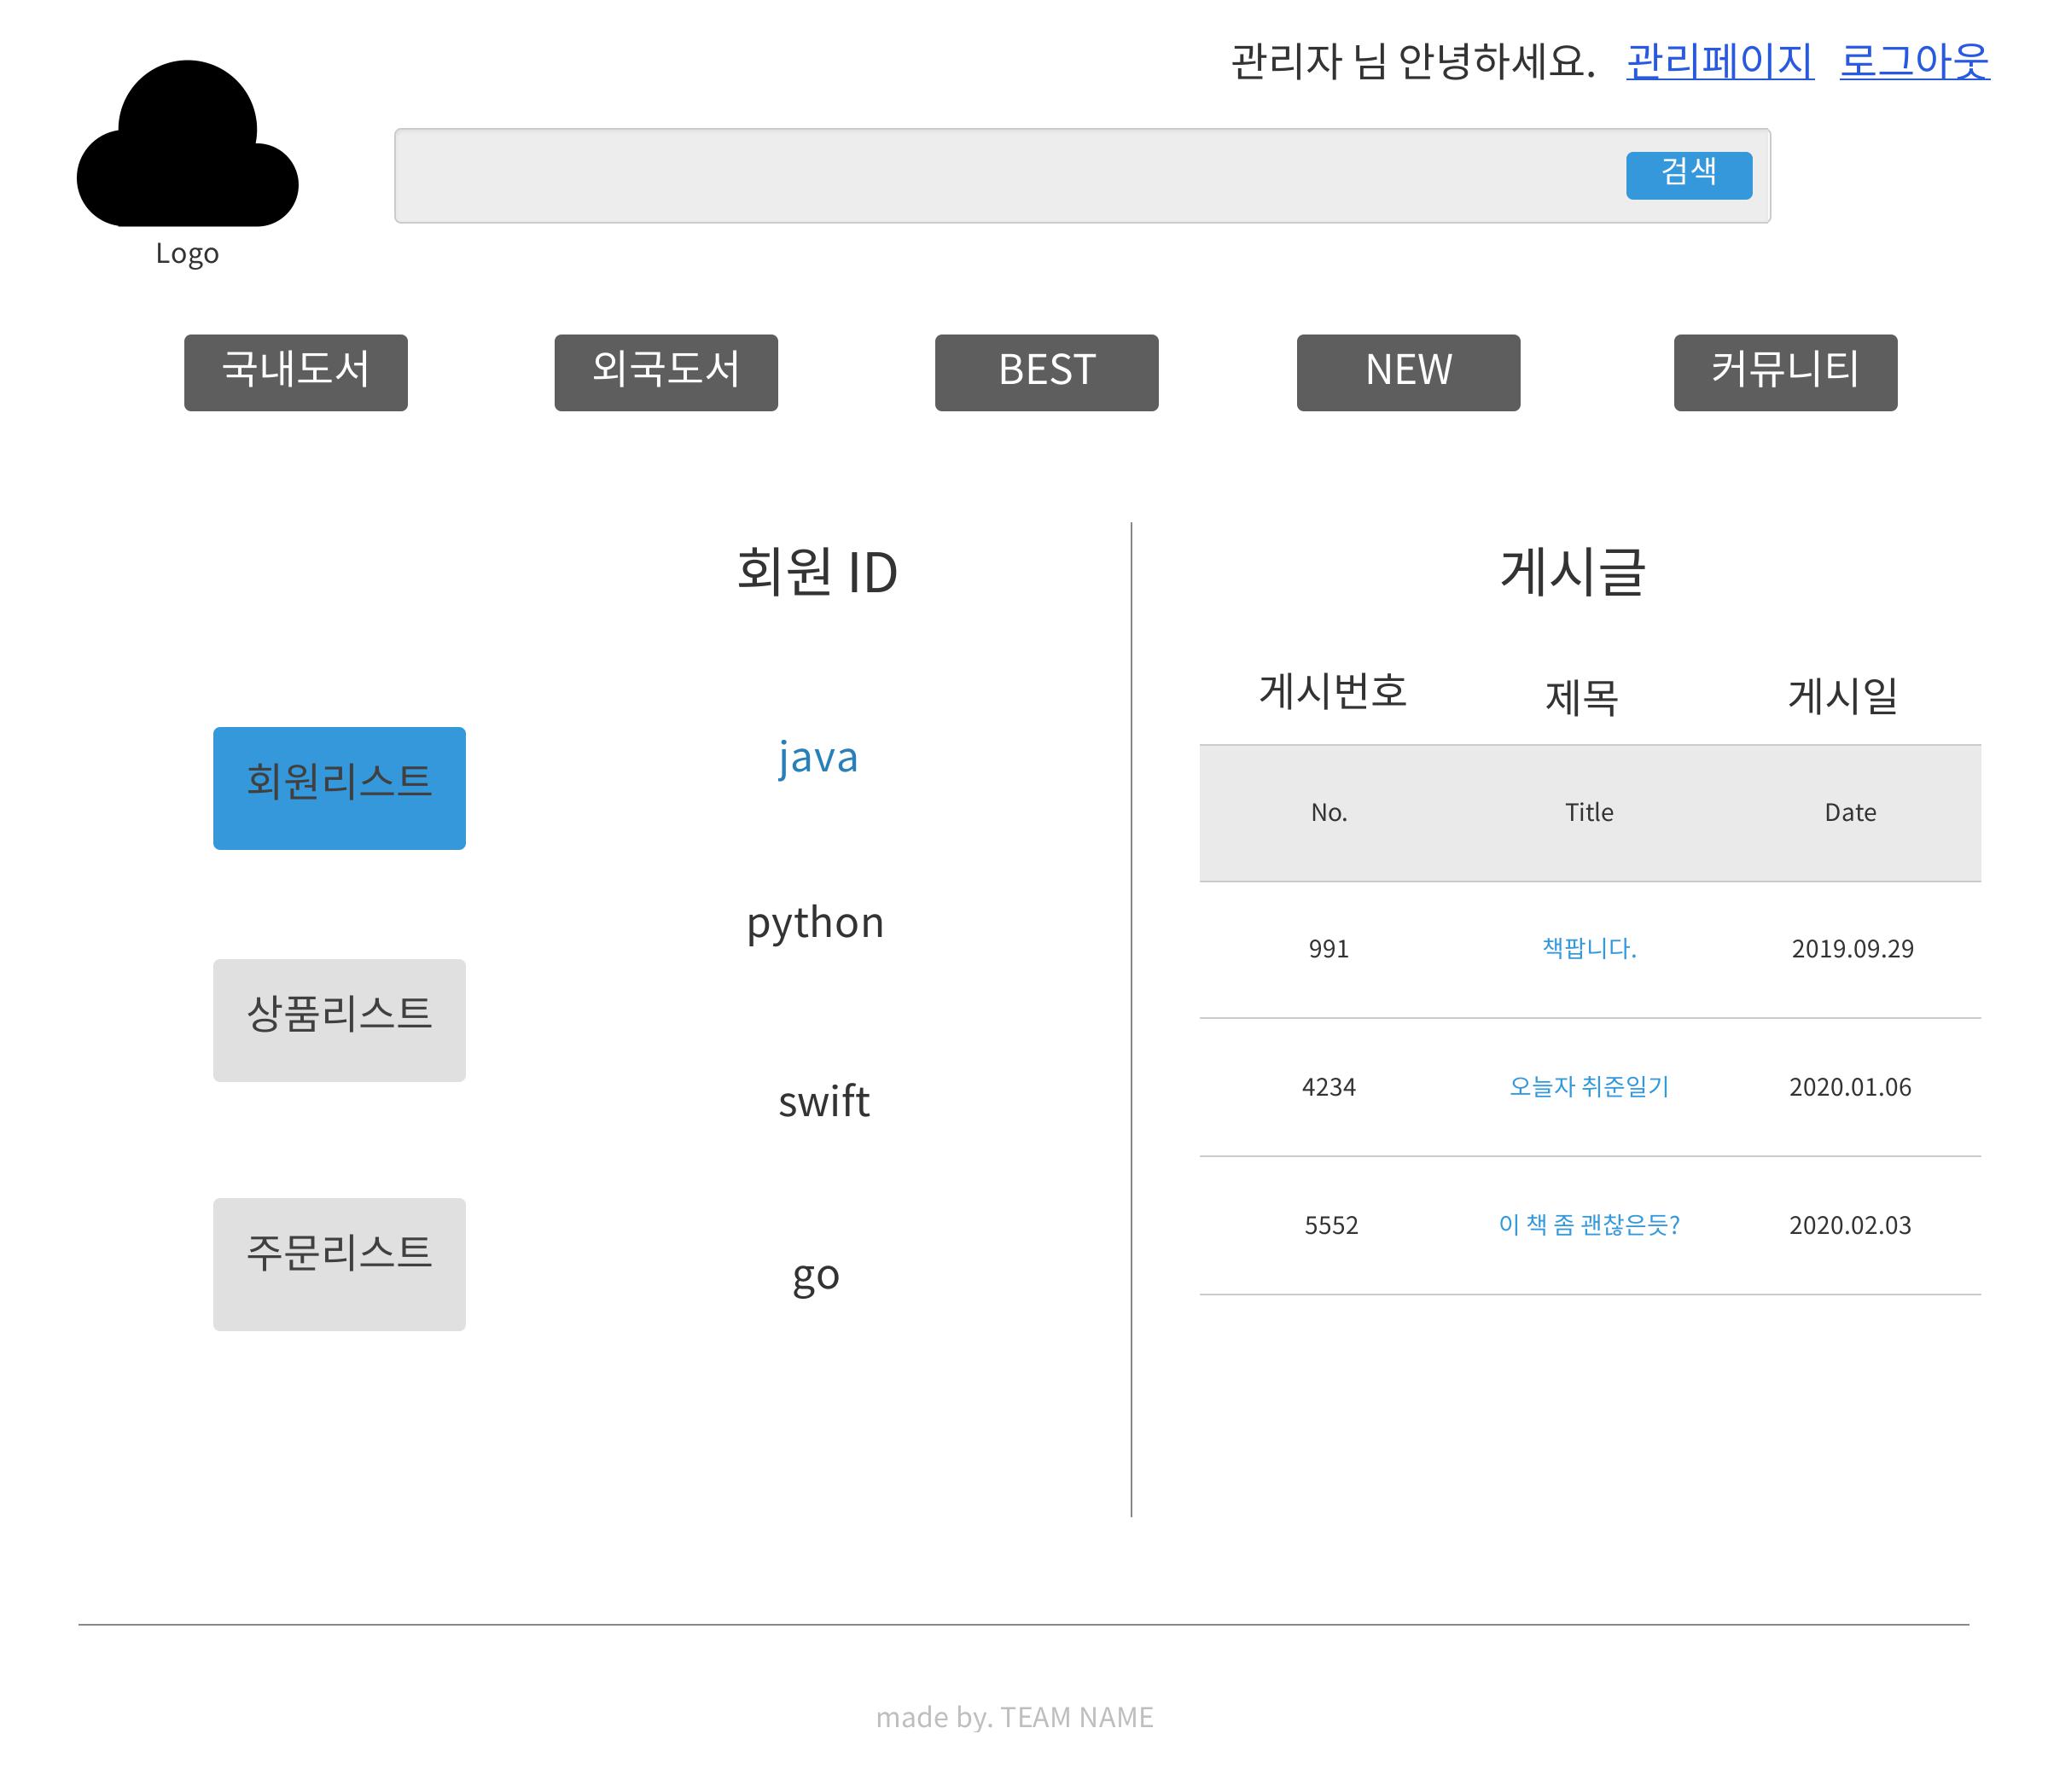 관리자 님 안녕하세요. 관리페이지 로그아웃
검색
Logo
국내도서 외국도서 BEST NEW 커뮤니티
회원리스트
상품리스트
주문리스트
회원 ID
java
python
swift
go
게시글
게시번호 제목 게시일
No. Title Date
991 책팝니다. 2019.09.29
4234 오늘자 취준일기 2020.01.06
5552 이 책 좀 괜찮은듯? 2020.02.03
made by. TEAM NAME